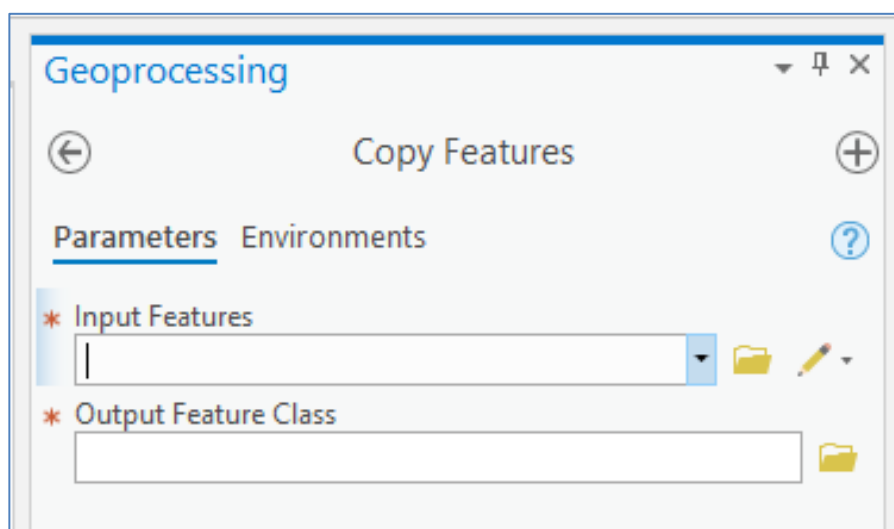 Geoprocessing
Copy Features
Parameters Environments
* Input Features
* Output Feature Class